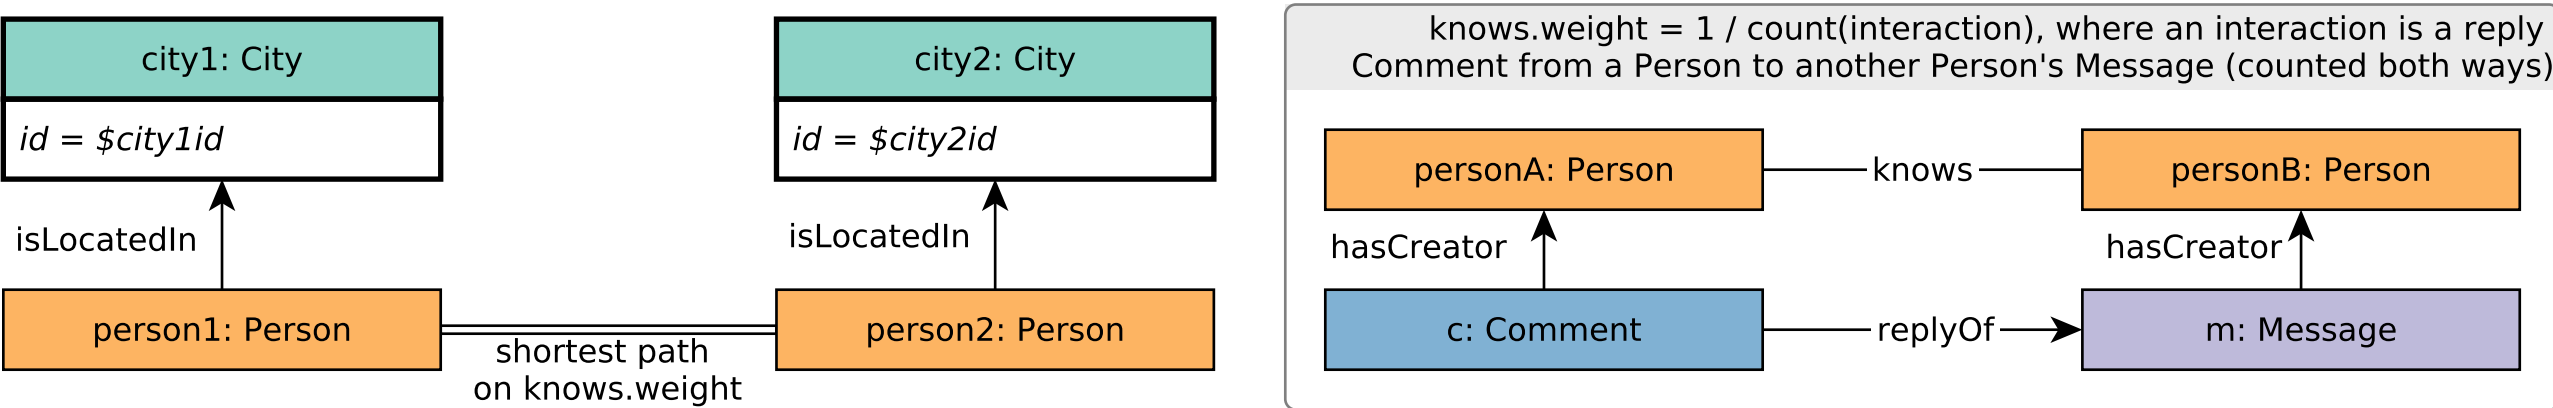 city1: City
id = $city1id
isLocatedIn
person1: Person
shortest path
on knows.weight
city2: City
id = $city2id
isLocatedIn
person2: Person
knows.weight = 1 / count(interaction), where an interaction is a reply
Comment from a Person to another Person's Message (counted both ways)
personA: Person
knows
personB: Person
hasCreator
hasCreator
c: Comment
replyOf
m: Message